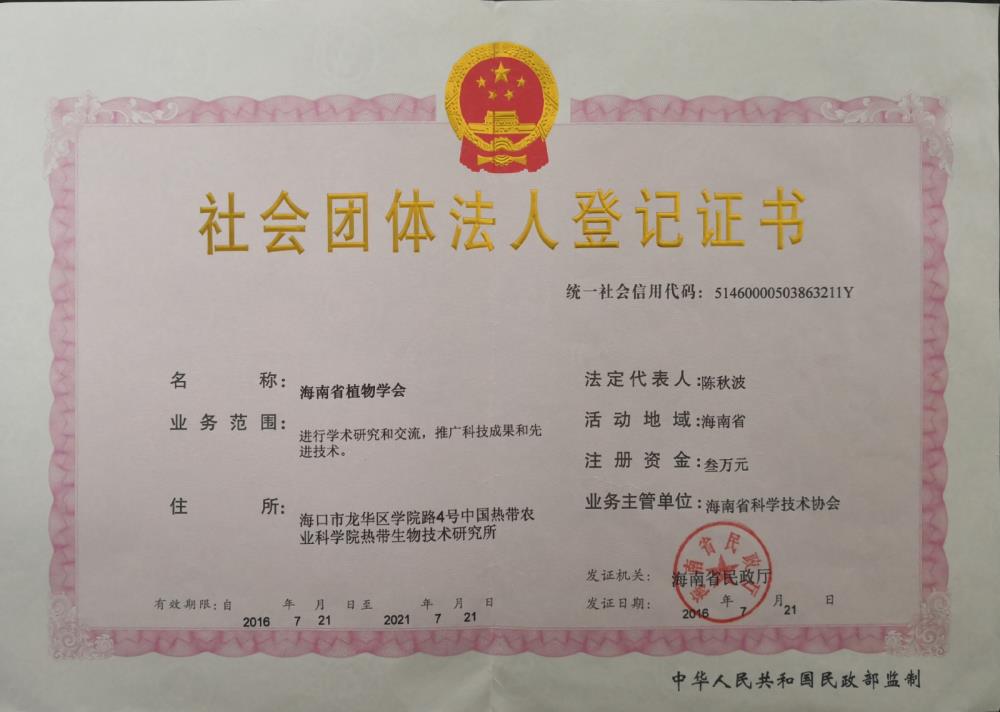 社会团体法人登记证书
统一社会信用代码：51460000503863211Y
名称：海南省植物学会
业务范围：进行学术研究和交流，推广科技成果和先
进技术。
住所：海口市龙华区学院路4号中国热带农
业科学院热带生物技术研究所
法定代表人：陈秋波
活动地域：海南省
注册资金：叁万元
业务主管单位：海南省科学技术协会
发证机关：海南省民政厅
发证日期：2016年7月21日
有效期限：自2016年7月21日至2021年7月21日
海南省民政厅
中华人民共和国民政部监制